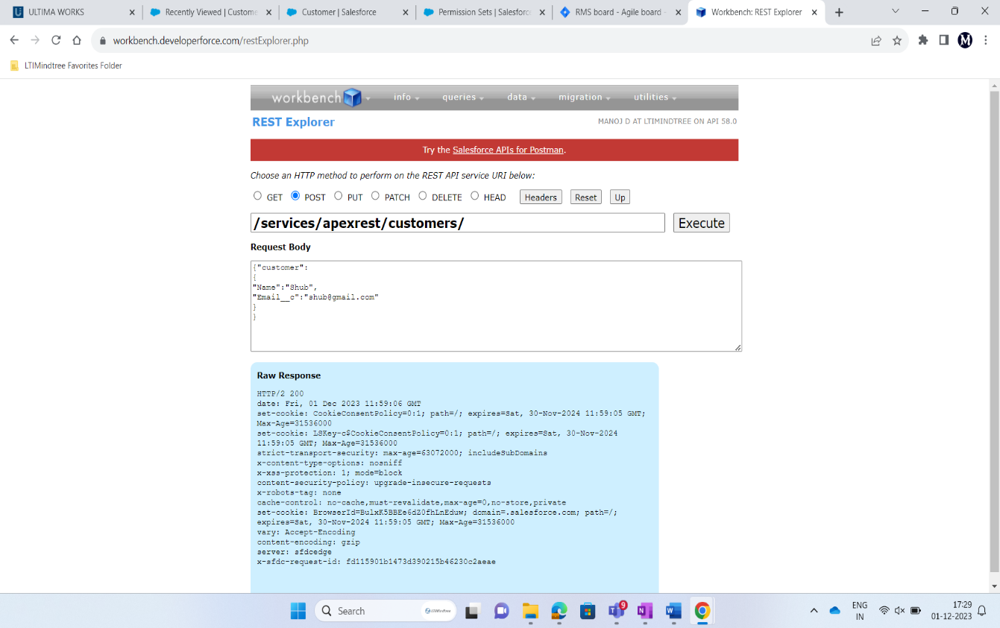 ULTIMA WORKS
Recently Viewed | Custome
Customer | Salesforce
Permission Sets | Salesforc
RMS board - Agile board -
Workbench: REST Explorer
workbench.developerforce.com/restExplorer.php
M
LTIMindtree Favorites Folder
workbench
info
queries
data
migration
utilities
REST Explorer
MANOJ D AT LTIMINDTREE ON API 58.0
Try the Salesforce APIs for Postman.
Choose an HTTP method to perform on the REST API service URI below:
GET POST PUT PATCH DELETE HEAD Headers Reset Up
/services/apexrest/customers/
Execute
Request Body
{"customer":
{
"Name":"Shub",
"Email__c":"shub@gmail.com"
}
}
Raw Response
HTTP/2 200
date: Fri, 01 Dec 2023 11:59:06 GMT
set-cookie: CookieConsentPolicy=0:1; path=/; expires=Sat, 30-Nov-2024 11:59:05 GMT;
Max-Age=31536000
set-cookie: LSKey-c$CookieConsentPolicy=0:1; path=/; expires=Sat, 30-Nov-2024
11:59:05 GMT; Max-Age=31536000
strict-transport-security: max-age=63072000; includeSubDomains
x-content-type-options: nosniff
x-xss-protection: 1; mode=block
content-security-policy: upgrade-insecure-requests
x-robots-tag: none
cache-control: no-cache,must-revalidate,max-age=0,no-store,private
set-cookie: BrowserId=BulxK5BBEe6dZ0fhLnEduw; domain=.salesforce.com; path=/;
expires=Sat, 30-Nov-2024 11:59:05 GMT; Max-Age=31536000
vary: Accept-Encoding
content-encoding: gzip
server: sfdcedge
x-sfdc-request-id: fd115901b1473d390215b46230c2aeae
Search
LTIMindtree
9
ENG
IN
17:29
01-12-2023